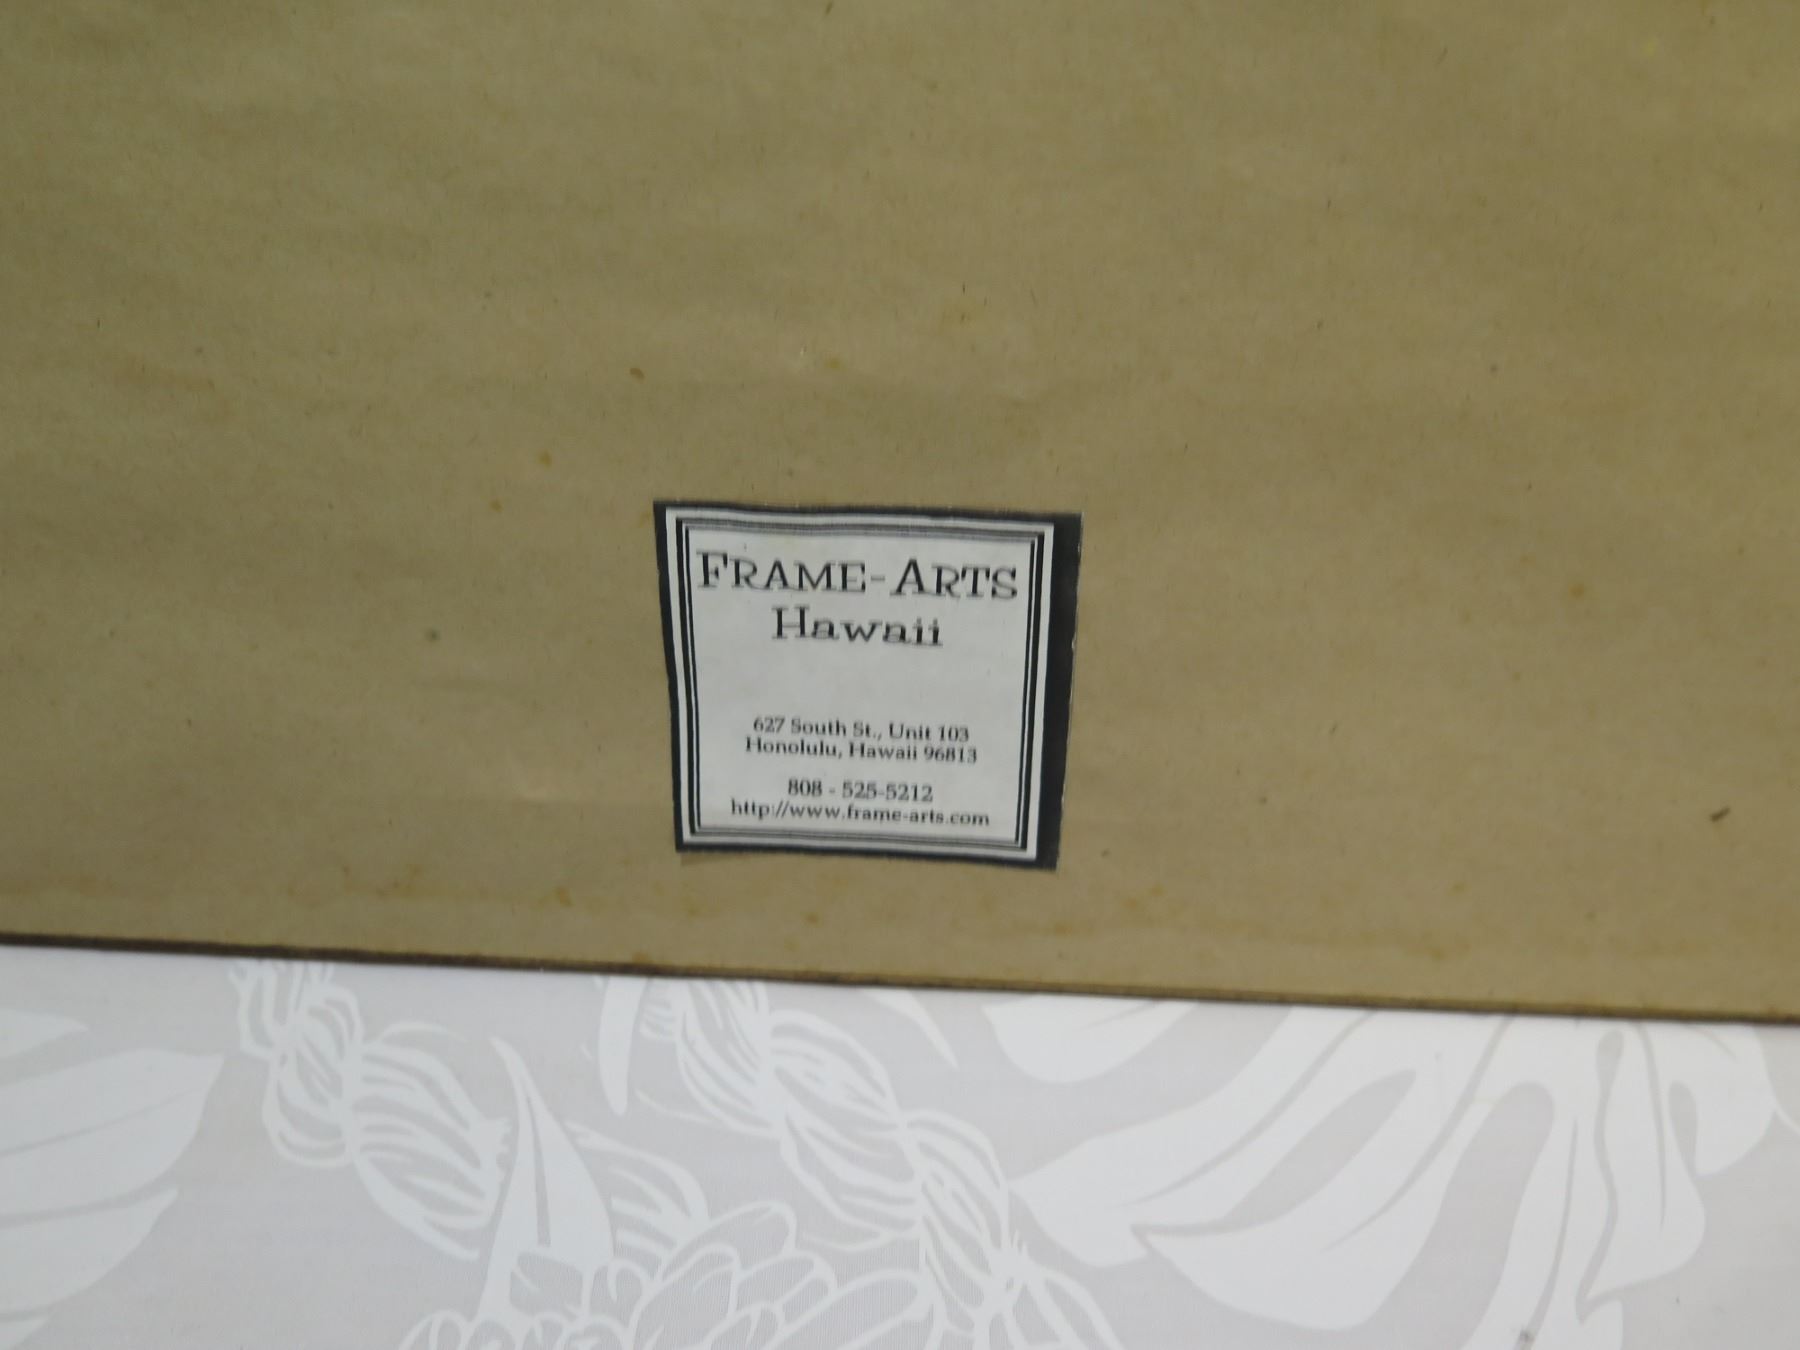 FRAME-ARTS
Hawaii
627 South St., Unit 103
Honolulu, Hawaii 96813
808 - 525-5212
http://www.frame-arts.com